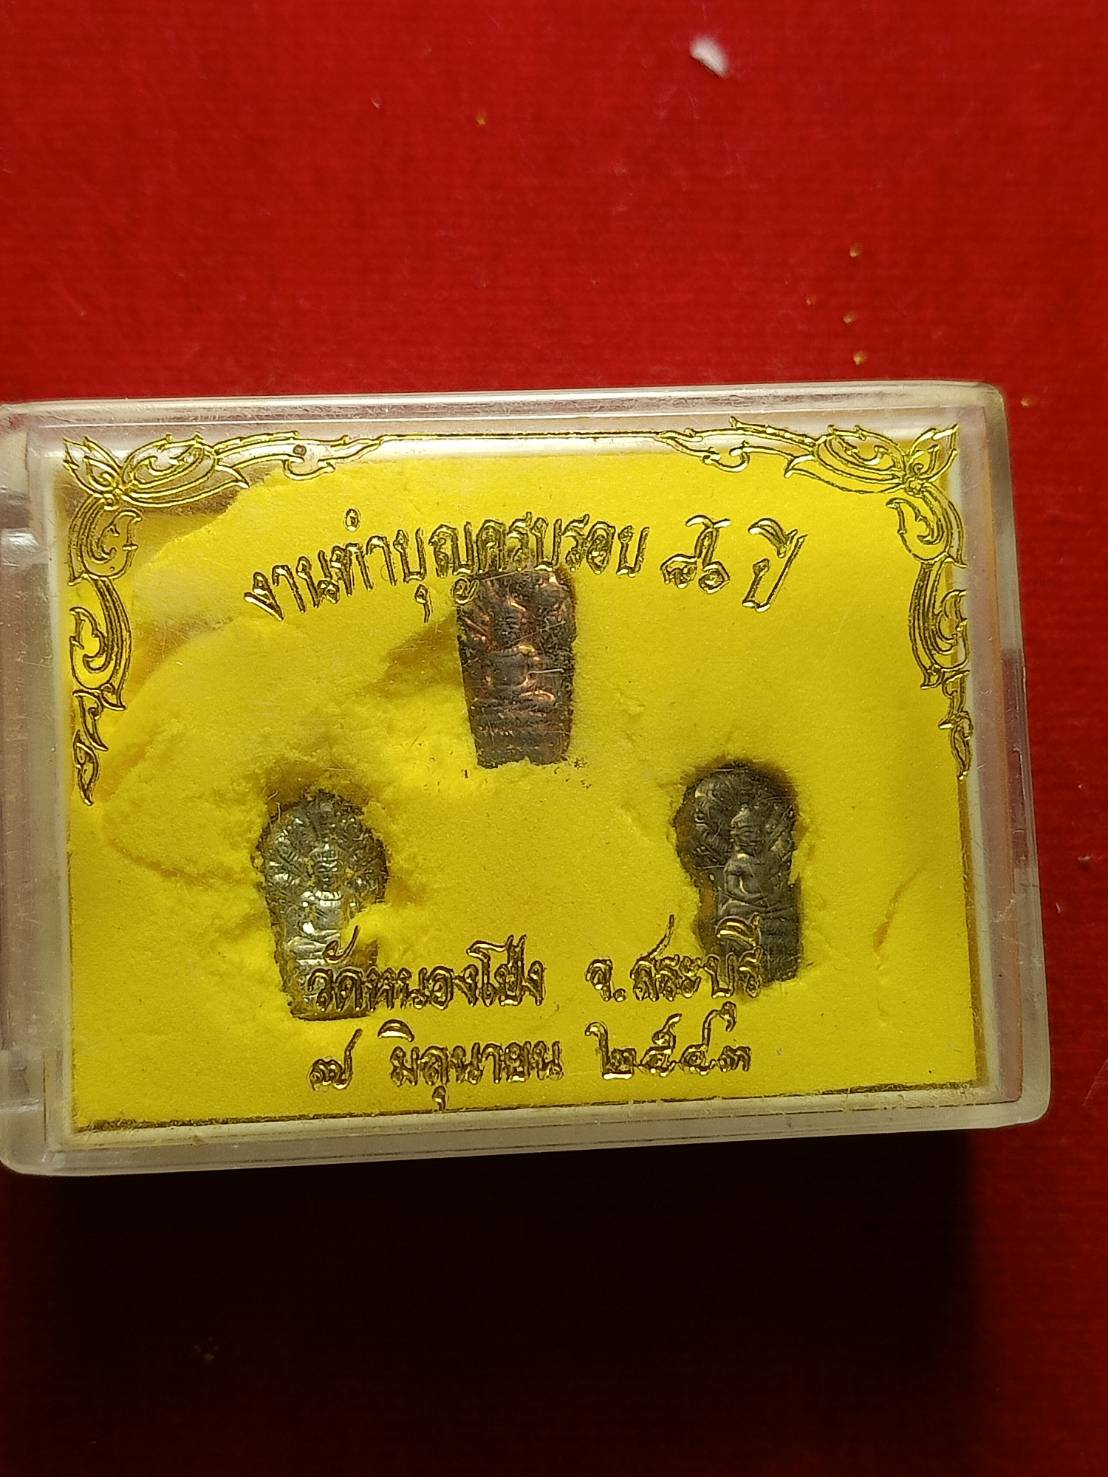 งานทำบุญครบรอบ ๘๖ ปี
วัดหนองโป่ง จ.สระบุรี
๗ มิถุนายน ๒๕๔๓